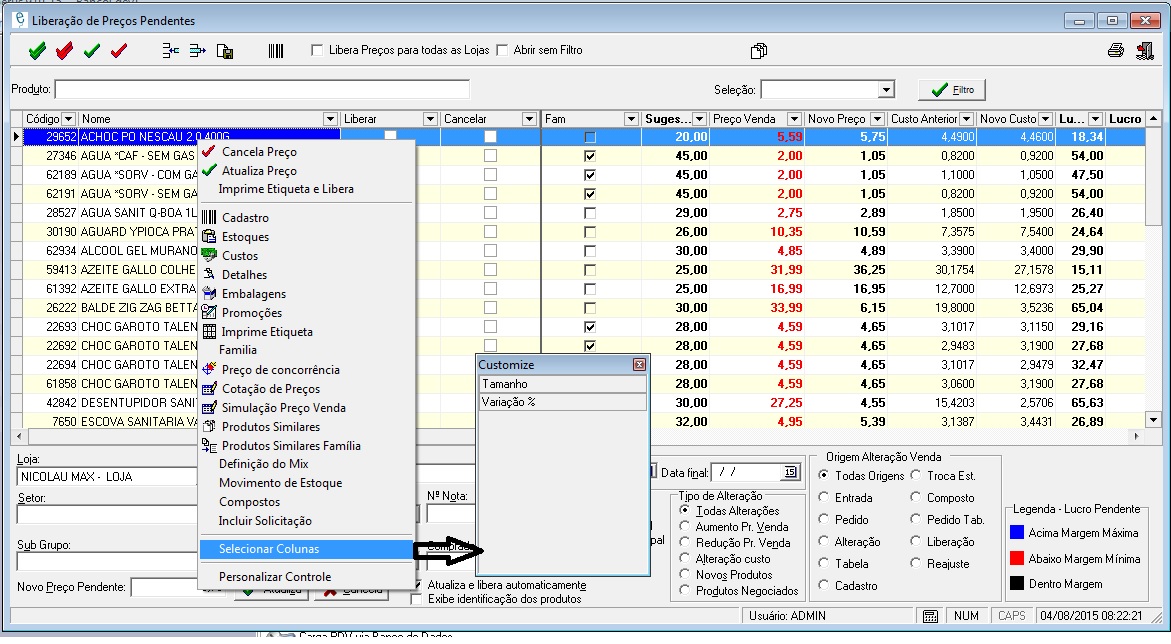 Liberação de Preços Pendentes
Libera Preços para todas as Lojas Abrir sem Filtro
Produto: Seleção: Filtro
Código Nome Liberar Cancelar Fam Suges... Preço Venda Novo Preço Custo Anterior Novo Custo Lu... Lucro
29652 ACHOC PO NESCAU 2.0 400G 20,00 5,59 5,75 4,4900 4,4600 18,34
27346 AGUA *CAF - SEM GAS 45,00 2,00 1,05 0,8200 0,9200 54,00
62189 AGUA *SORV - COM GA 45,00 2,00 1,05 1,1000 1,0500 47,50
62191 AGUA *SORV - SEM GA 45,00 2,00 1,05 0,8200 0,9200 54,00
28527 AGUA SANIT Q-BOA 1L 29,00 2,75 2,89 1,8500 1,9500 26,40
30190 AGUARD YPIOCA PRA 26,00 10,35 10,59 7,3575 7,5400 24,64
62934 ALCOOL GEL MURANO 30,00 4,85 4,89 3,3900 3,4000 29,90
59413 AZEITE GALLO COLHE 25,00 31,99 36,25 30,1754 27,1578 15,11
61392 AZEITE GALLO EXTRA 25,00 16,99 16,95 12,7000 12,6973 25,27
26222 BALDE ZIG ZAG BETTA 30,00 33,99 6,15 19,8000 3,5236 65,04
22693 CHOC GAROTO TALEN 28,00 4,59 4,65 3,1017 3,1150 29,16
22692 CHOC GAROTO TALEN 28,00 4,59 4,65 2,9483 3,1900 27,68
22694 CHOC GAROTO TALEN 28,00 4,59 4,65 3,1017 2,9479 32,47
61858 CHOC GAROTO TALEN 28,00 4,59 4,65 3,0600 3,1900 27,68
42842 DESENTUPIDOR SANI 30,00 27,25 4,55 15,4203 2,5706 65,63
7650 ESCOVA SANITARIA VA 32,00 4,95 5,39 3,1387 3,4431 26,89
Cancela Preço
Atualiza Preço
Imprime Etiqueta e Libera
Cadastro
Estoques
Custos
Detalhes
Embalagens
Promoções
Imprime Etiqueta
Familia
Preço de concorrência
Cotação de Preços
Simulação Preço Venda
Produtos Similares
Produtos Similares Família
Definição do Mix
Movimento de Estoque
Compostos
Incluir Solicitação
Selecionar Colunas
Personalizar Controle
Customize
Tamanho
Variação %
Loja:
NICOLAU MAX - LOJA
Setor:
Sub Grupo:
Novo Preço Pendente:
Nº Nota:
Atualiza Cancela
Atualiza e libera automaticamente
Exibe identificação dos produtos
Data final: / / 15
Tipo de Alteração
Todas Alterações
Aumento Pr. Venda
Redução Pr. Venda
Alteração custo
Novos Produtos
Produtos Negociados
Origem Alteração Venda
Todas Origens Troca Est.
Entrada Composto
Pedido Pedido Tab.
Alteração Liberação
Tabela Reajuste
Cadastro
Legenda - Lucro Pendente
Acima Margem Máxima
Abaixo Margem Mínima
Dentro Margem
Usuário: ADMIN NUM CAPS 04/08/2015 08:22:21